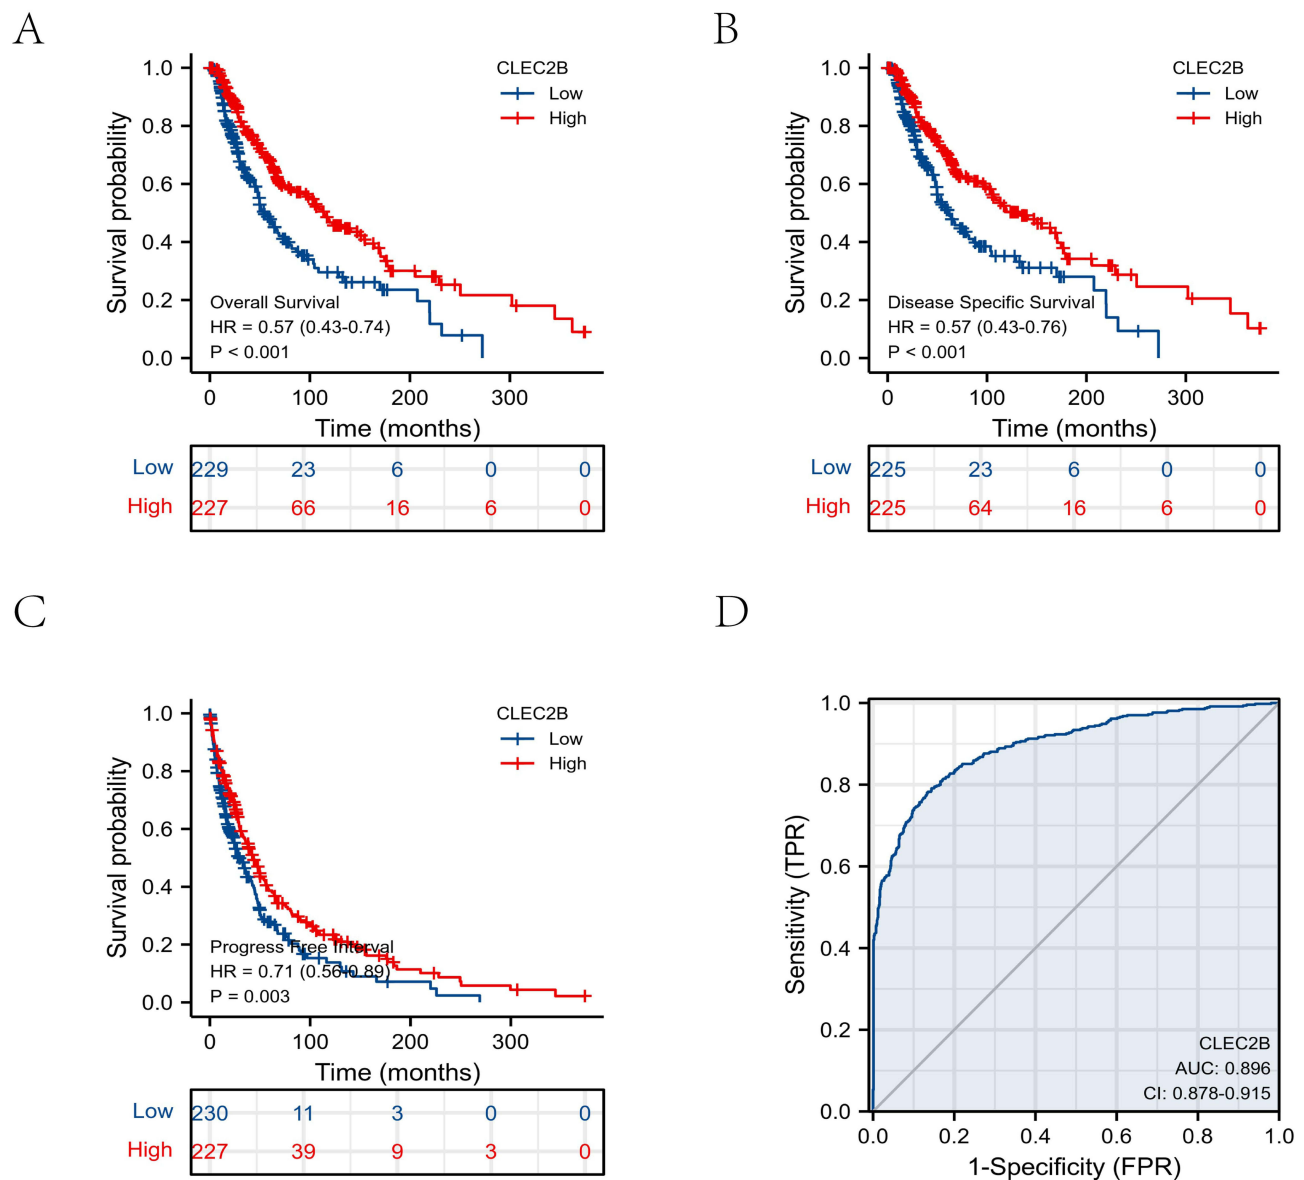 A
CLEC2B
Low
High
Survival probability
1.0
0.8
0.6
0.4
0.2
0.0
Overall Survival
HR = 0.57 (0.43-0.74)
P < 0.001
0 100 200 300
Time (months)
Low 229 23 6 0 0
High 227 66 16 6 0
B
CLEC2B
Low
High
Survival probability
1.0
0.8
0.6
0.4
0.2
0.0
Disease Specific Survival
HR = 0.57 (0.43-0.76)
P < 0.001
0 100 200 300
Time (months)
Low 225 23 6 0 0
High 225 64 16 6 0
C
CLEC2B
Low
High
Survival probability
1.0
0.8
0.6
0.4
0.2
0.0
Progress Free Interval
HR = 0.71 (0.56-0.89)
P = 0.003
0 100 200 300
Time (months)
Low 230 11 3 0 0
High 227 39 9 3 0
D
Sensitivity (TPR)
1.0
0.8
0.6
0.4
0.2
0.0
CLEC2B
AUC: 0.896
CI: 0.878-0.915
0.0 0.2 0.4 0.6 0.8 1.0
1-Specificity (FPR)